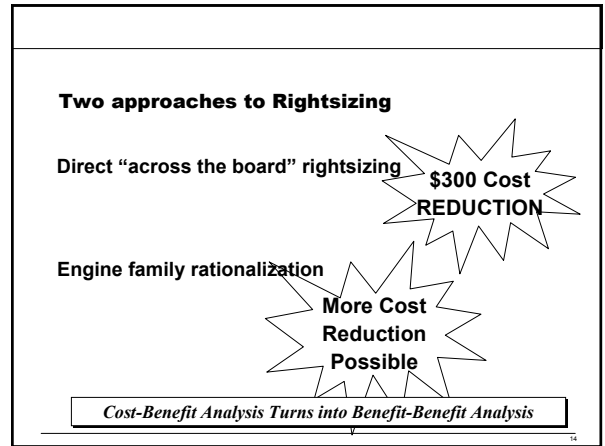 Two approaches to Rightsizing
Direct “across the board” rightsizing
$300 Cost
REDUCTION
Engine family rationalization
More Cost
Reduction
Possible
Cost-Benefit Analysis Turns into Benefit-Benefit Analysis
14